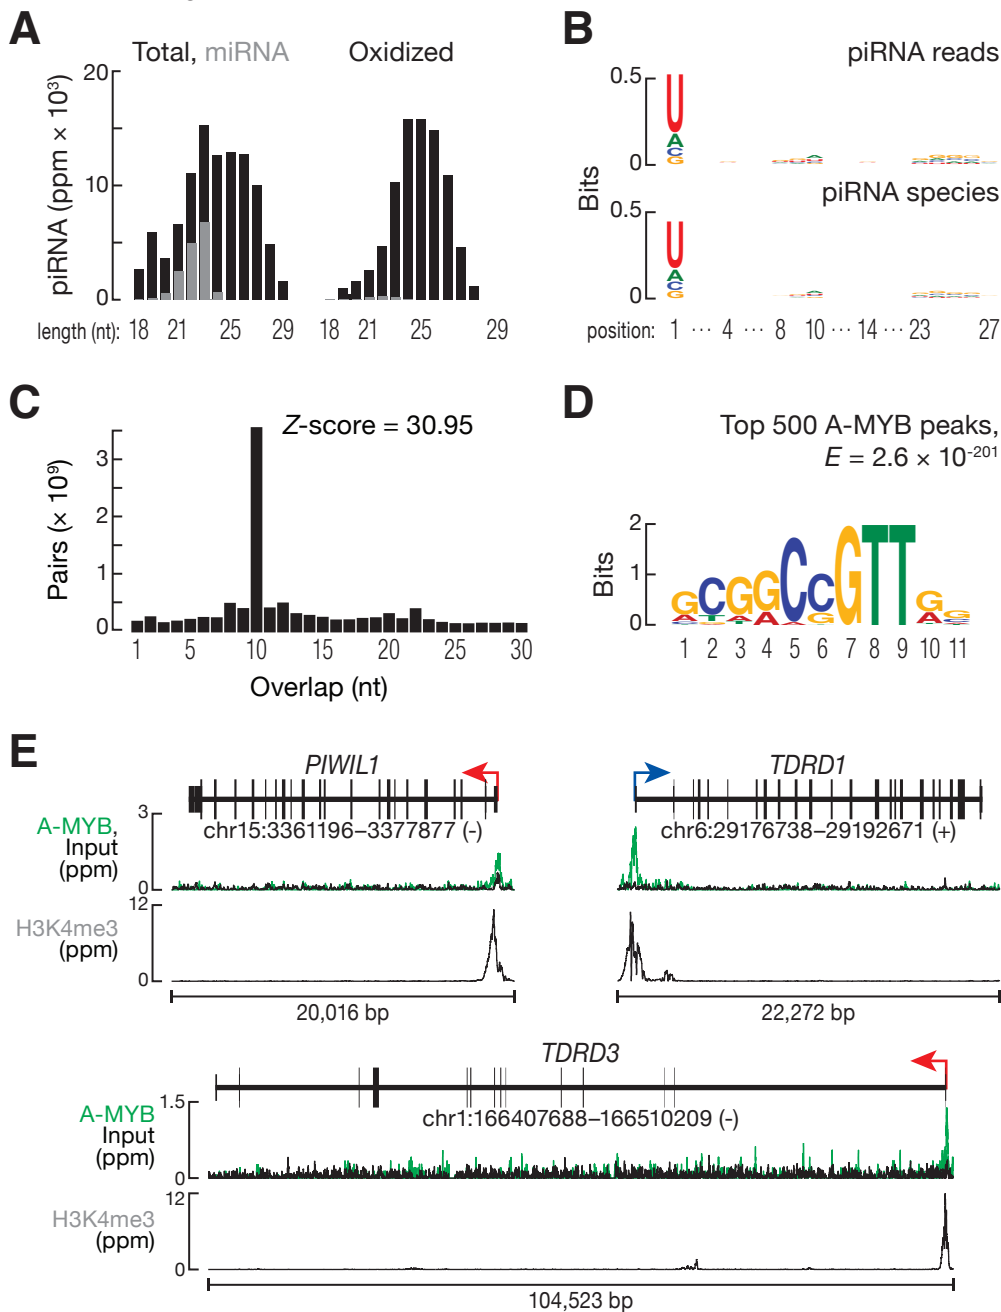 A
Total, miRNA
Oxidized
piRNA (ppm × 10³)
20
10
0
length (nt): 18 21 25 29 18 21 25 29
B
piRNA reads
0.5
0
piRNA species
0.5
0
Bits
U
A
C
G
U
A
C
G
position: 1 ··· 4 ··· 8 10 ··· 14 ··· 23 27
C
Z-score = 30.95
Pairs (× 10⁹)
3
2
1
0
1 5 10 15 20 25 30
Overlap (nt)
D
Top 500 A-MYB peaks,
E = 2.6 × 10⁻²⁰¹
Bits
2
1
0
GCGGCCGTTGG
1 2 3 4 5 6 7 8 9 10 11
E
PIWIL1
chr15:3361196–3377877 (-)
A-MYB,
Input
(ppm)
3
0
H3K4me3
(ppm)
12
0
20,016 bp
TDRD1
chr6:29176738–29192671 (+)
22,272 bp
TDRD3
chr1:166407688–166510209 (-)
A-MYB
Input
(ppm)
1.5
0
H3K4me3
(ppm)
12
0
104,523 bp